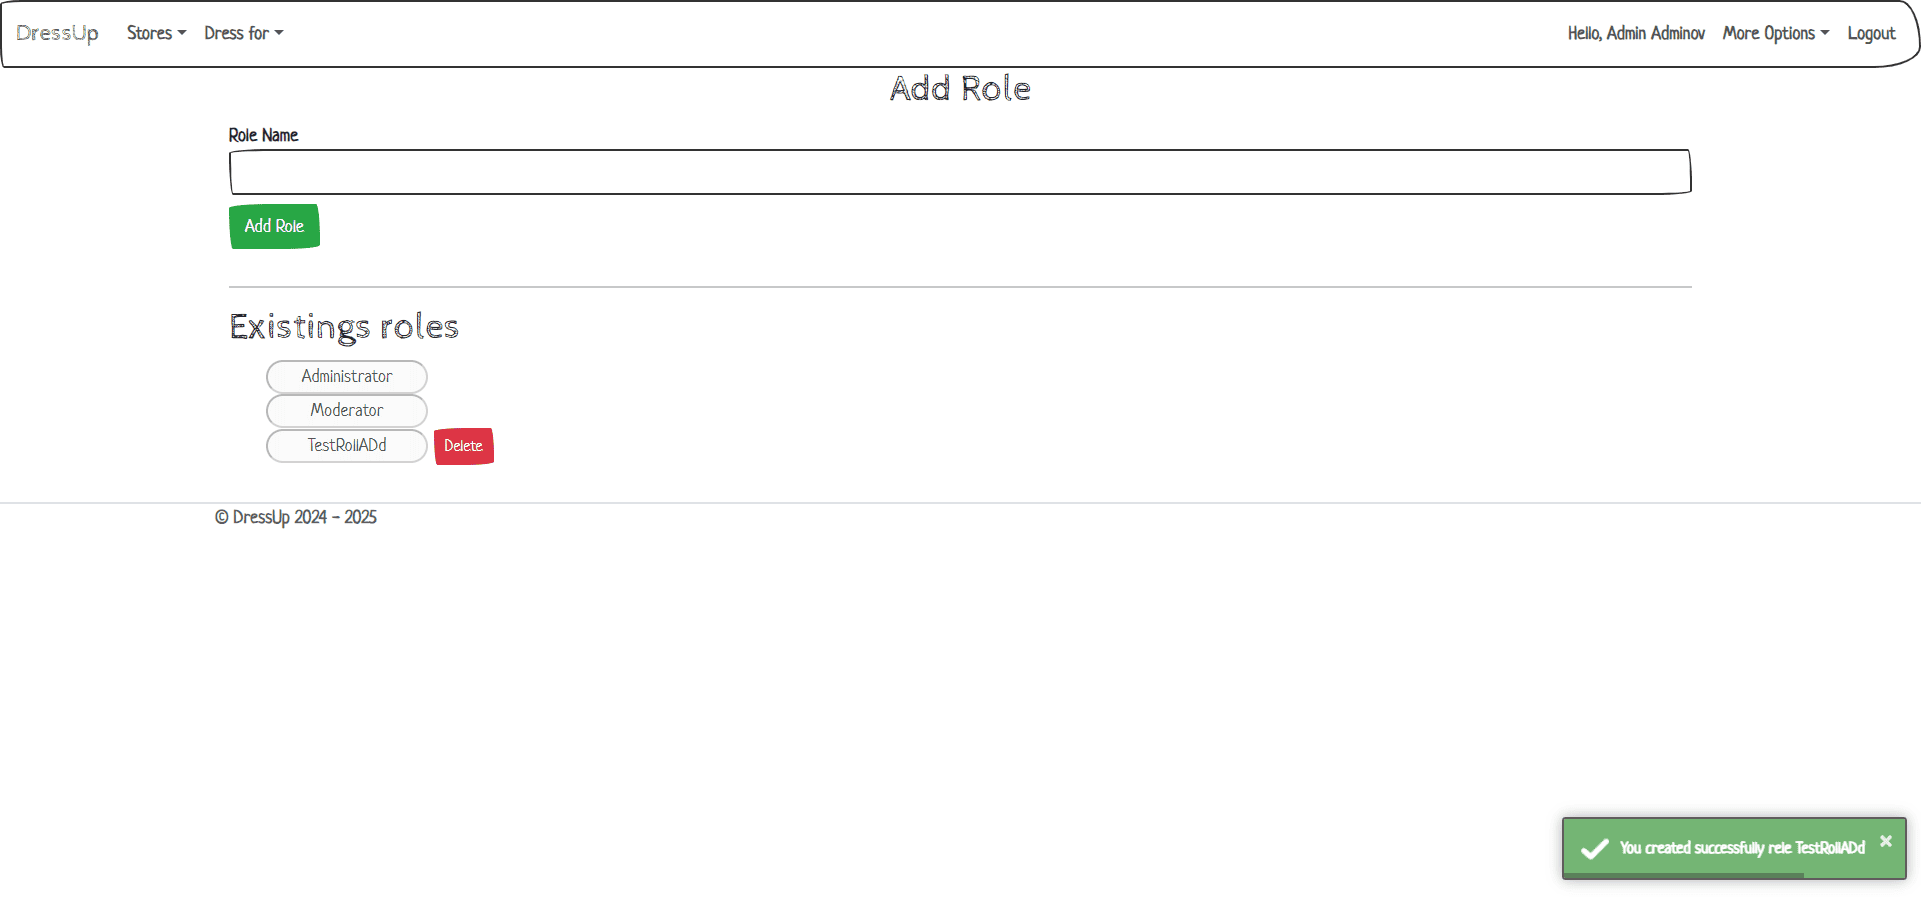 DressUp Stores Dress for Hello, Admin Adminov More Options Logout
Add Role
Role Name
Add Role
Existings roles
Administrator
Moderator
TestRollADd Delete
© DressUp 2024 - 2025
You created successfully rele TestRollADd ×